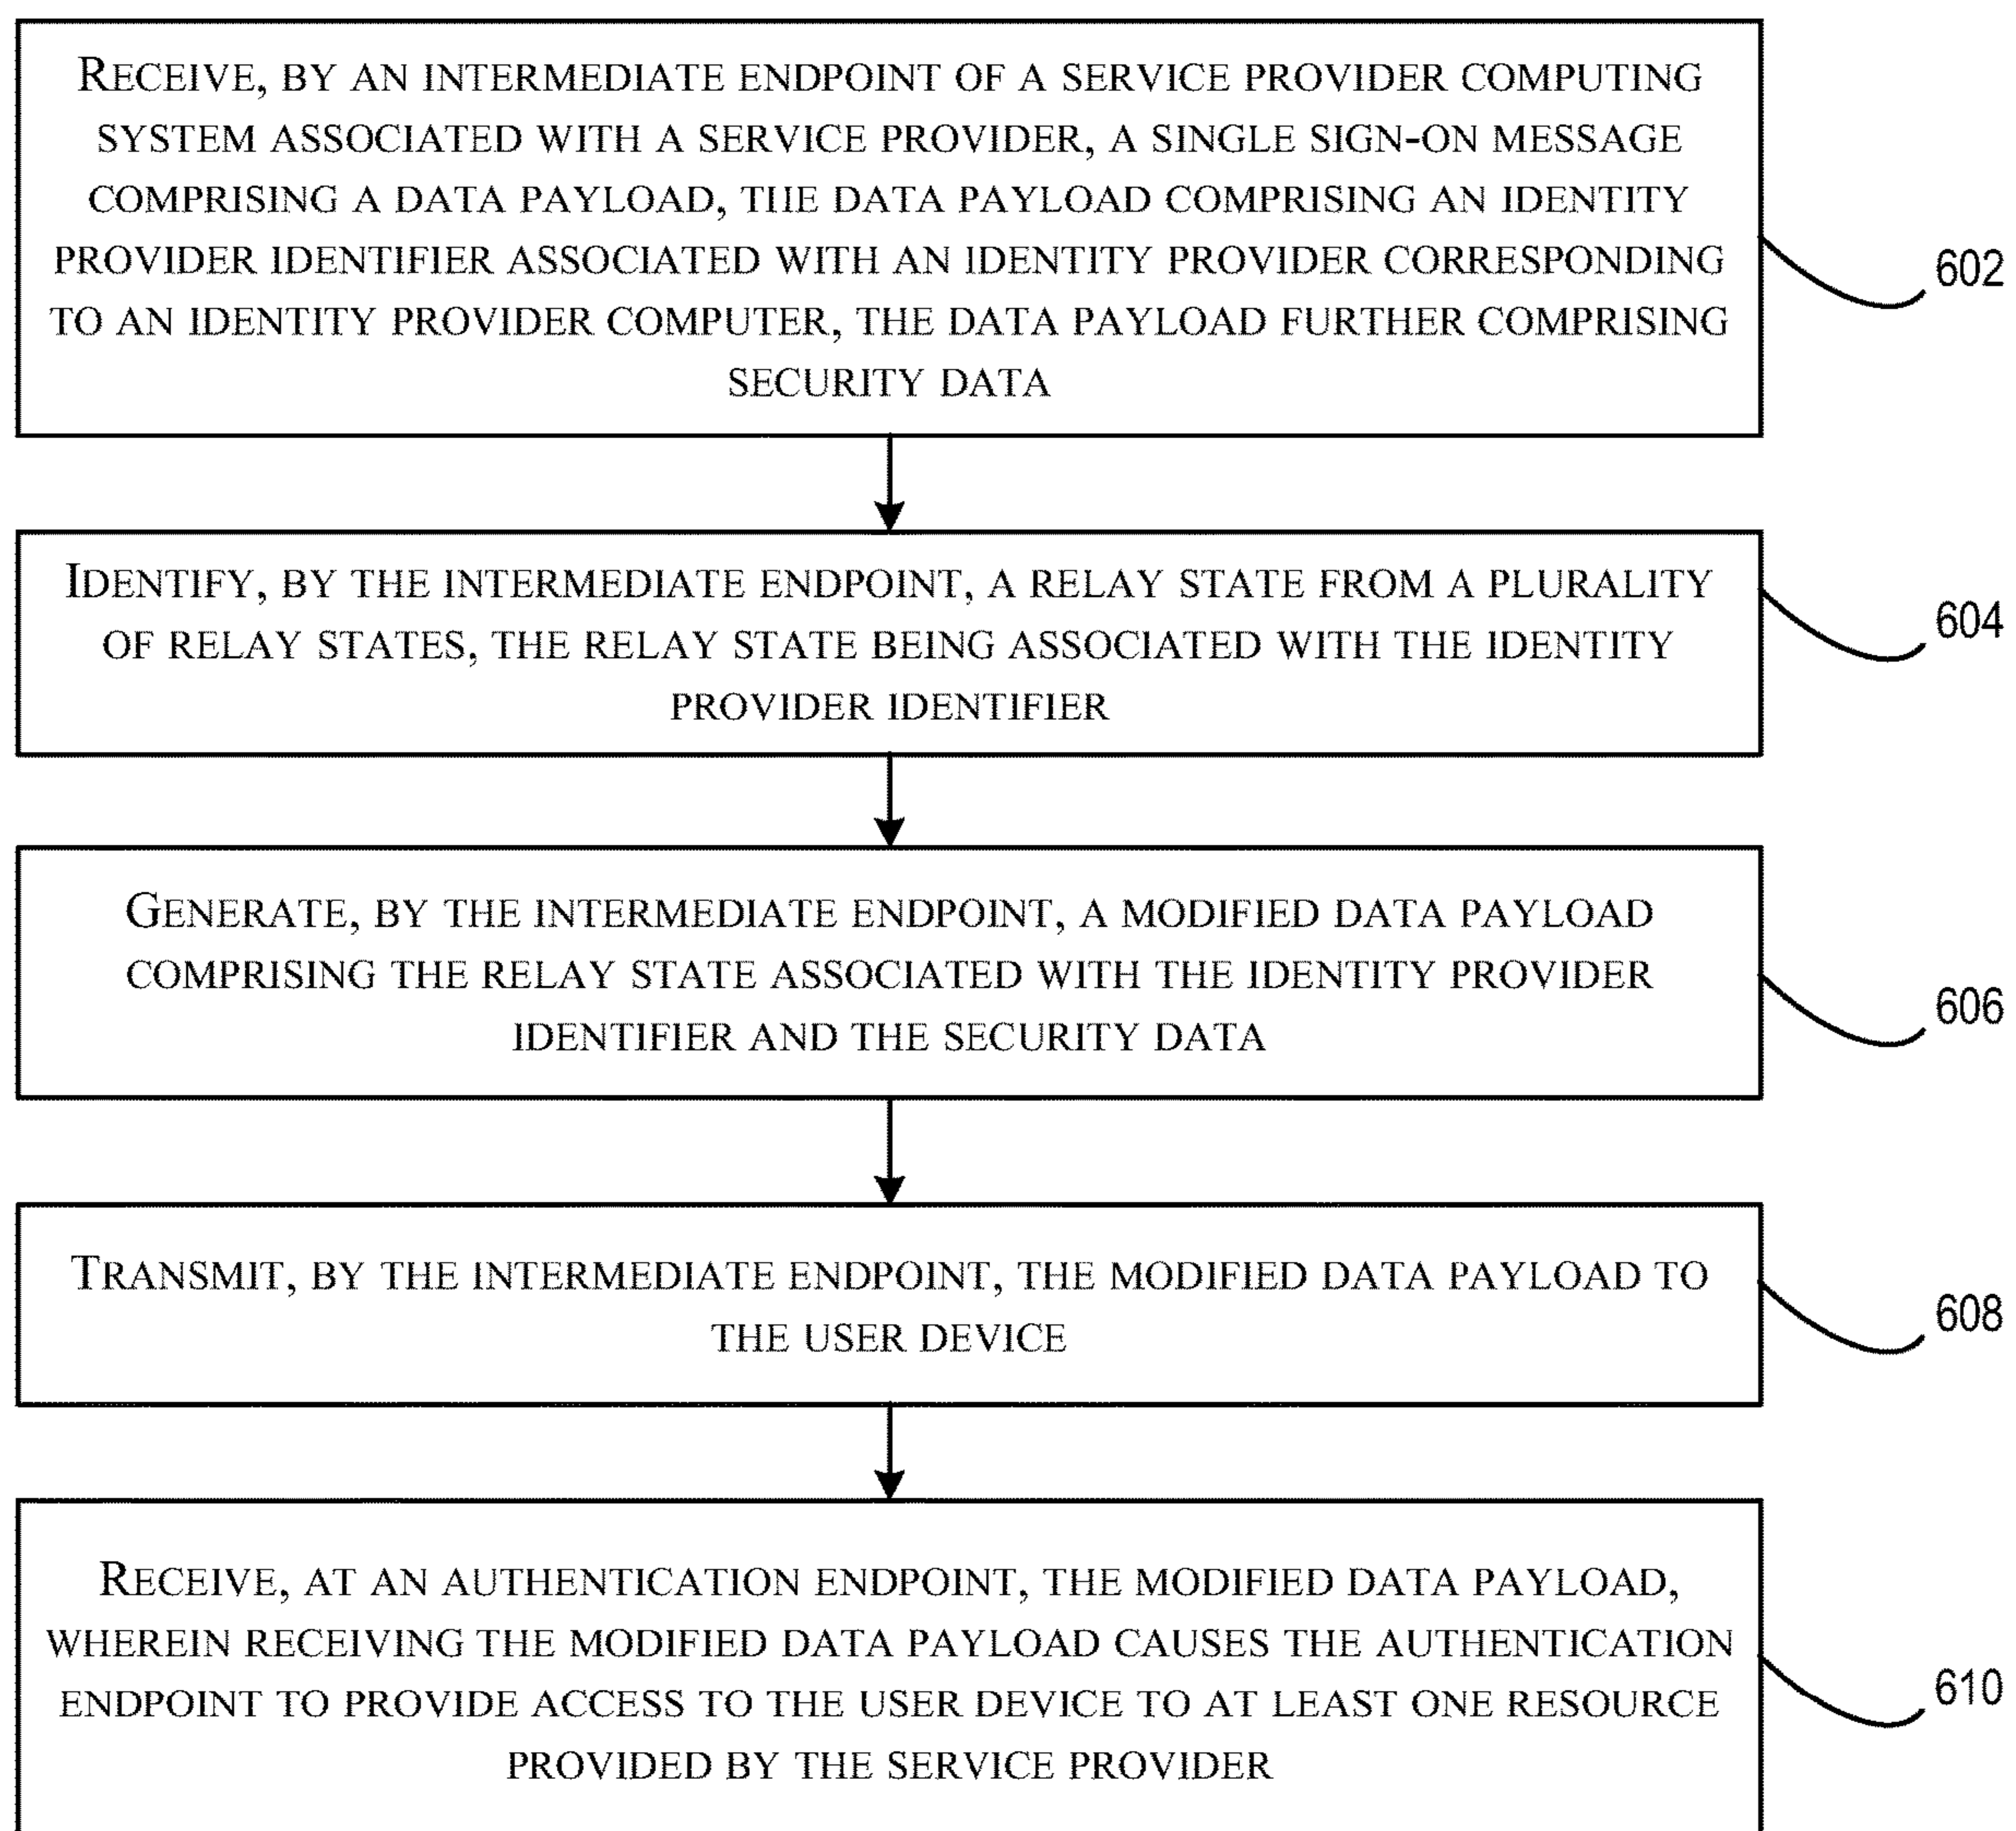 RECEIVE, BY AN INTERMEDIATE ENDPOINT OF A SERVICE PROVIDER COMPUTING
SYSTEM ASSOCIATED WITH A SERVICE PROVIDER, A SINGLE SIGN-ON MESSAGE
COMPRISING A DATA PAYLOAD, THE DATA PAYLOAD COMPRISING AN IDENTITY
PROVIDER IDENTIFIER ASSOCIATED WITH AN IDENTITY PROVIDER CORRESPONDING
TO AN IDENTITY PROVIDER COMPUTER, THE DATA PAYLOAD FURTHER COMPRISING
SECURITY DATA
602
IDENTIFY, BY THE INTERMEDIATE ENDPOINT, A RELAY STATE FROM A PLURALITY
OF RELAY STATES, THE RELAY STATE BEING ASSOCIATED WITH THE IDENTITY
PROVIDER IDENTIFIER
604
GENERATE, BY THE INTERMEDIATE ENDPOINT, A MODIFIED DATA PAYLOAD
COMPRISING THE RELAY STATE ASSOCIATED WITH THE IDENTITY PROVIDER
IDENTIFIER AND THE SECURITY DATA
606
TRANSMIT, BY THE INTERMEDIATE ENDPOINT, THE MODIFIED DATA PAYLOAD TO
THE USER DEVICE
608
RECEIVE, AT AN AUTHENTICATION ENDPOINT, THE MODIFIED DATA PAYLOAD,
WHEREIN RECEIVING THE MODIFIED DATA PAYLOAD CAUSES THE AUTHENTICATION
ENDPOINT TO PROVIDE ACCESS TO THE USER DEVICE TO AT LEAST ONE RESOURCE
PROVIDED BY THE SERVICE PROVIDER
610